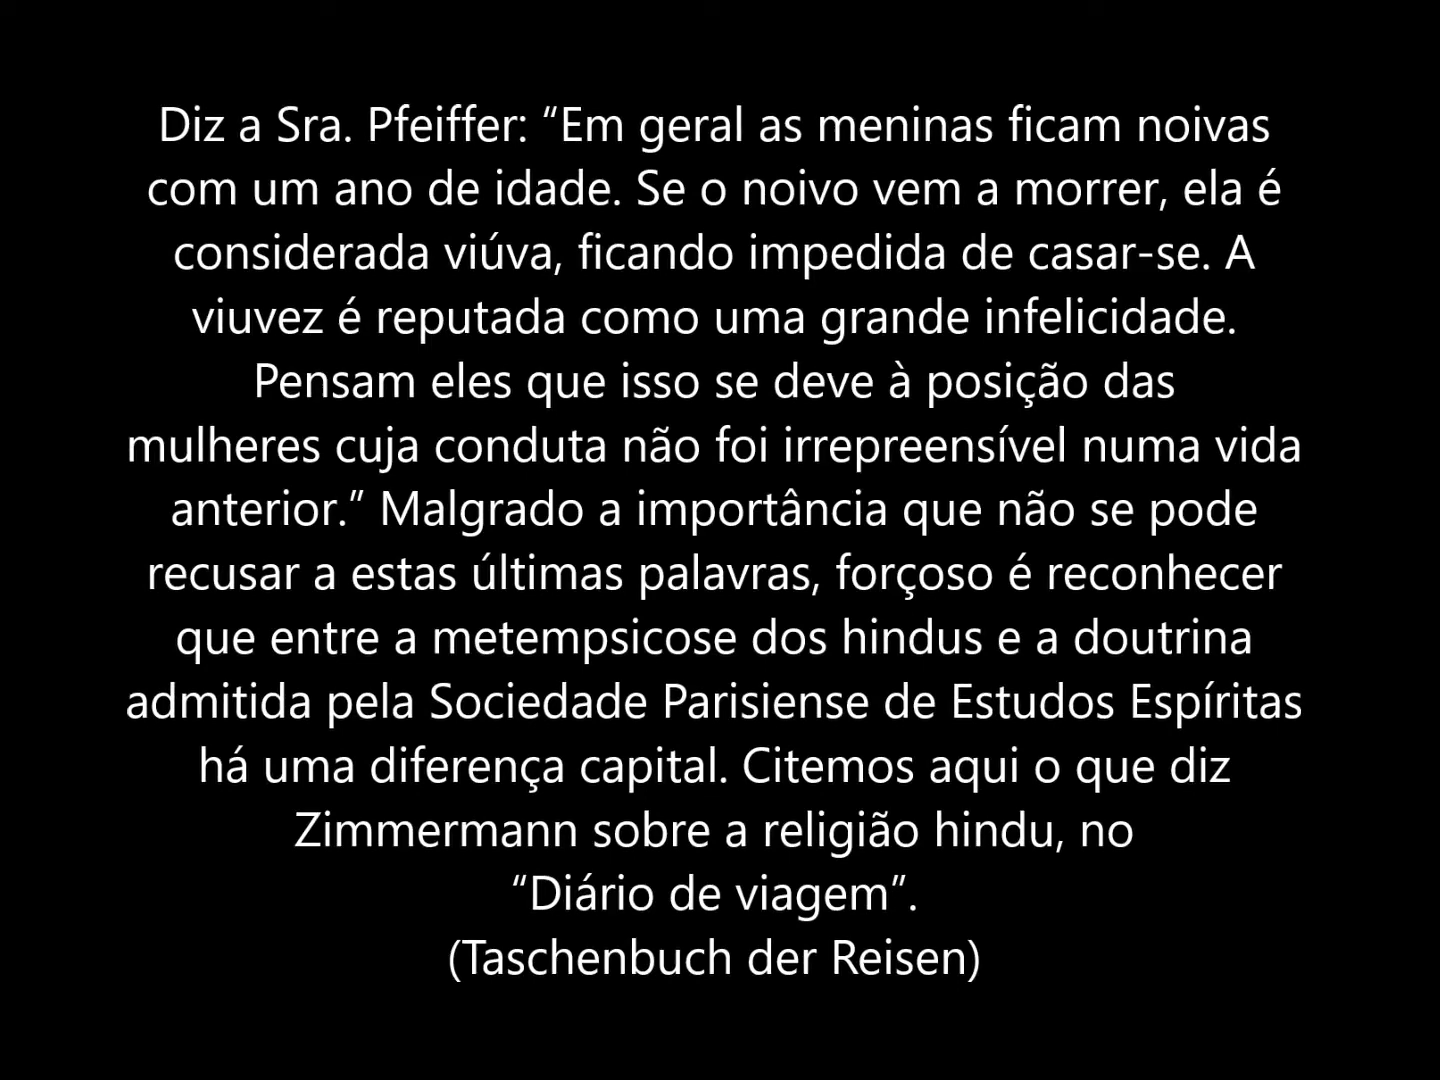 Diz a Sra. Pfeiffer: “Em geral as meninas ficam noivas
com um ano de idade. Se o noivo vem a morrer, ela é
considerada viúva, ficando impedida de casar-se. A
viuvez é reputada como uma grande infelicidade.
Pensam eles que isso se deve à posição das
mulheres cuja conduta não foi irrepreensível numa vida
anterior.” Malgrado a importância que não se pode
recusar a estas últimas palavras, forçoso é reconhecer
que entre a metempsicose dos hindus e a doutrina
admitida pela Sociedade Parisiense de Estudos Espíritas
há uma diferença capital. Citemos aqui o que diz
Zimmermann sobre a religião hindu, no
“Diário de viagem”.
(Taschenbuch der Reisen)